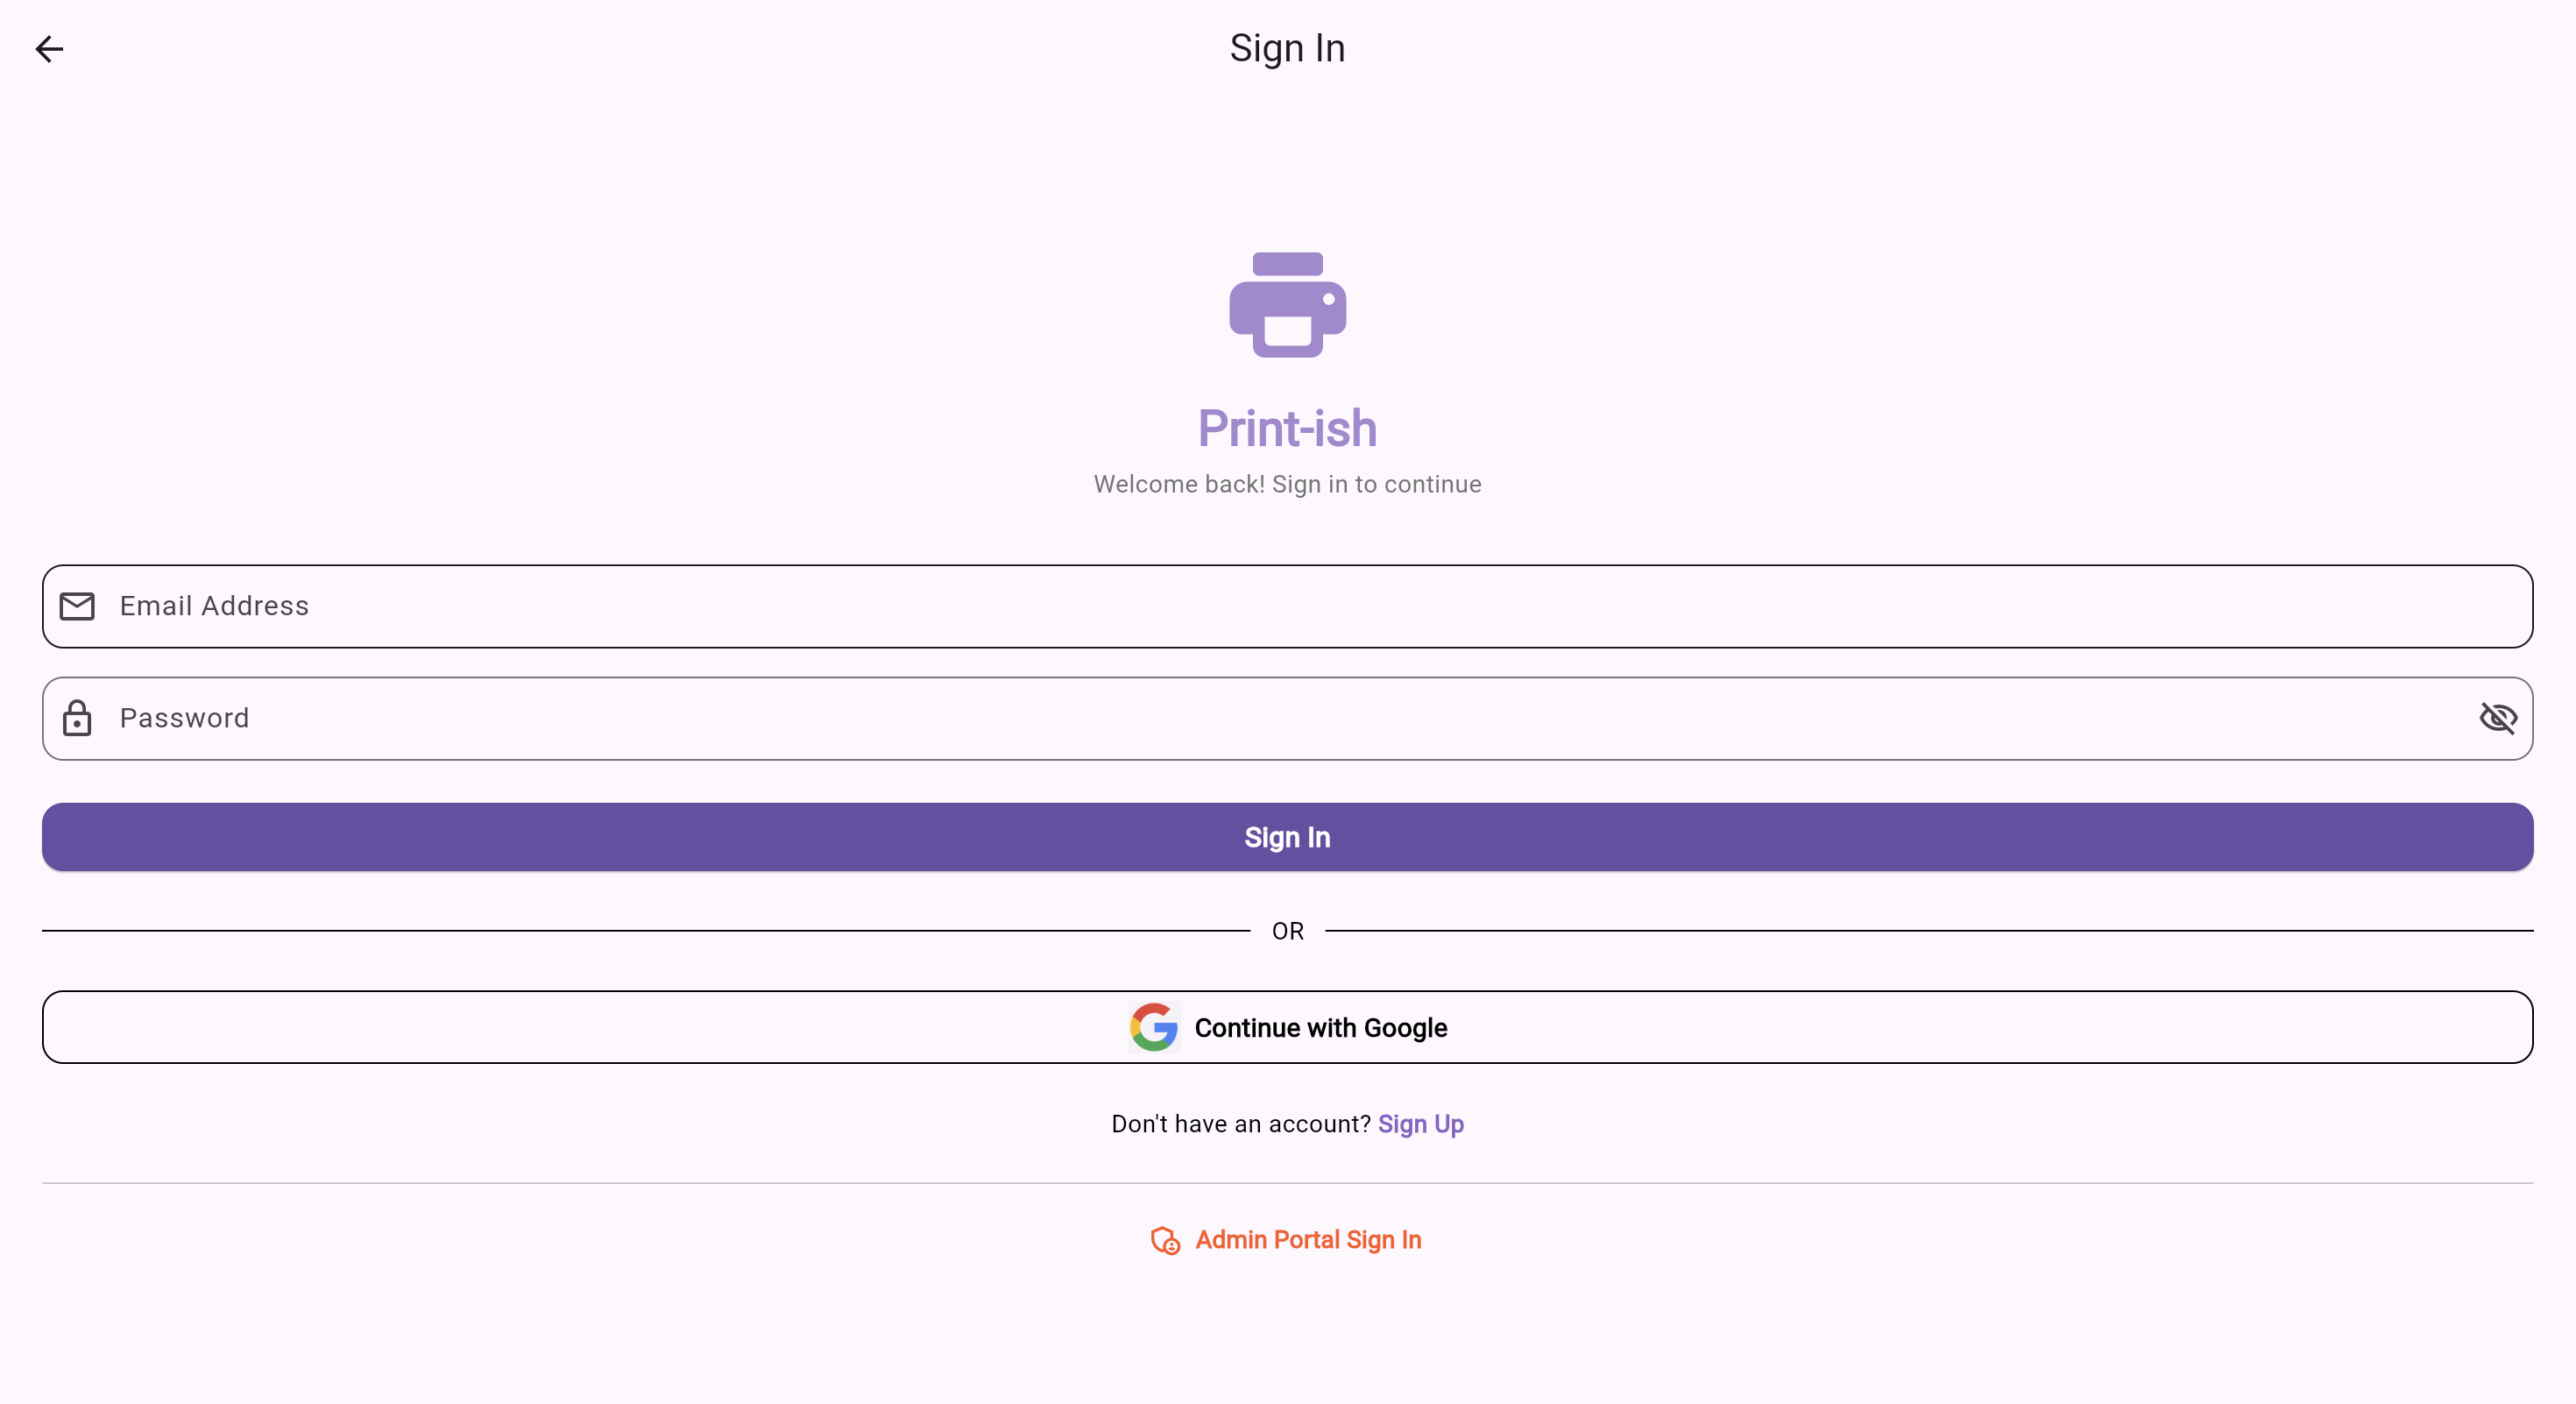 Sign In
Print-ish
Welcome back! Sign in to continue
Email Address
Password
Sign In
OR
Continue with Google
Don't have an account? Sign Up
Admin Portal Sign In